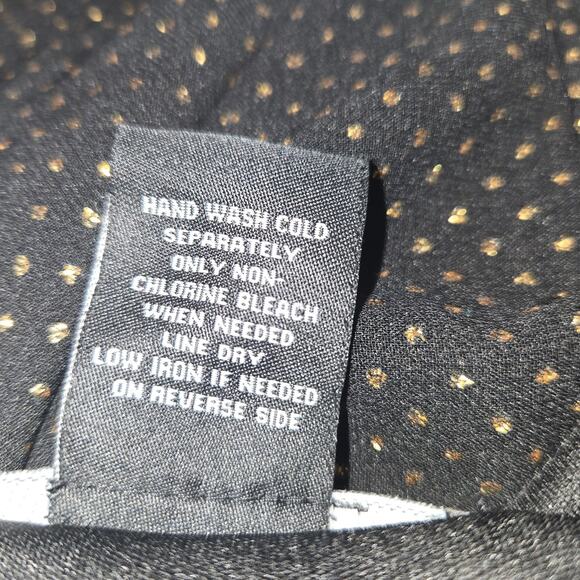 HAND WASH COLD
SEPARATELY
ONLY NON-
CHLORINE BLEACH
WHEN NEEDED
LINE DRY
LOW IRON IF NEEDED
ON REVERSE SIDE